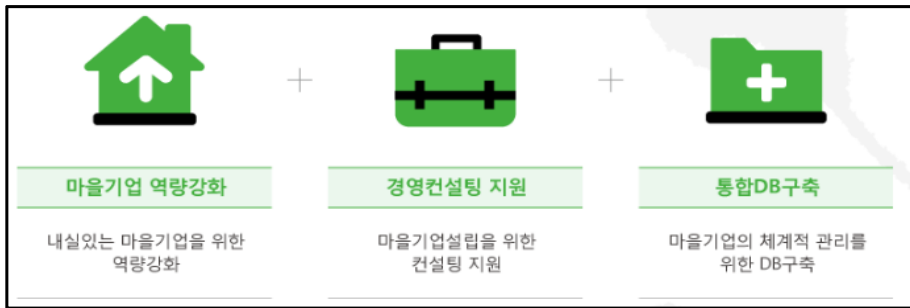 마을기업 역량강화
내실있는 마을기업을 위한
역량강화
경영컨설팅 지원
마을기업설립을 위한
컨설팅 지원
통합DB구축
마을기업의 체계적 관리를
위한 DB구축